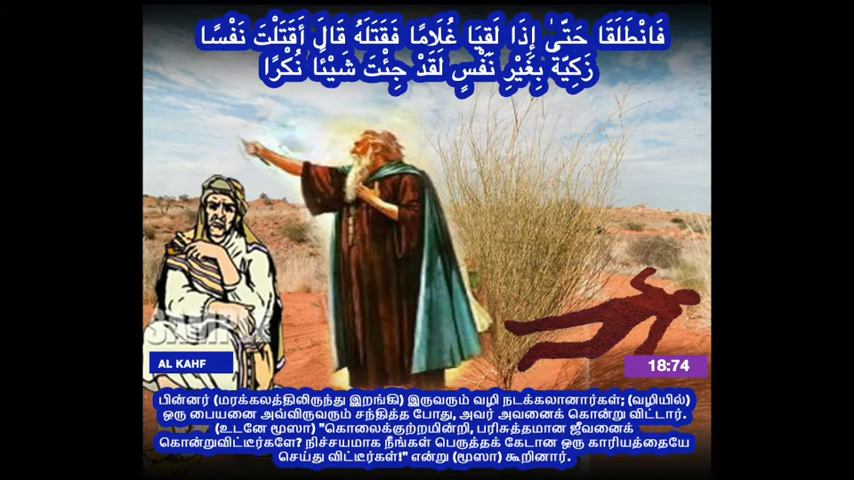 فَانْطَلَقَا حَتَّىٰ إِذَا لَقِيَا غُلَامًا فَقَتَلَهُ قَالَ أَقَتَلْتَ نَفْسًا
زَكِيَّةً بِغَيْرِ نَفْسٍ لَقَدْ جِئْتَ شَيْئًا نُكْرًا
AL KAHF
18:74
பின்னர் (மரக்கலத்திலிருந்து இறங்கி) இருவரும் வழி நடக்கலானார்கள்; (வழியில்)
ஒரு பையனை அவ்விருவரும் சந்தித்த போது, அவர் அவனைக் கொன்று விட்டார்.
(உடனே மூஸா) "கொலைக்குற்றமின்றி, பரிசுத்தமான ஜீவனைக்
கொன்றுவிட்டீர்களே? நிச்சயமாக நீங்கள் பெருத்தக் கேடான ஒரு காரியத்தையே
செய்து விட்டீர்கள்!" என்று (மூஸா) கூறினார்.